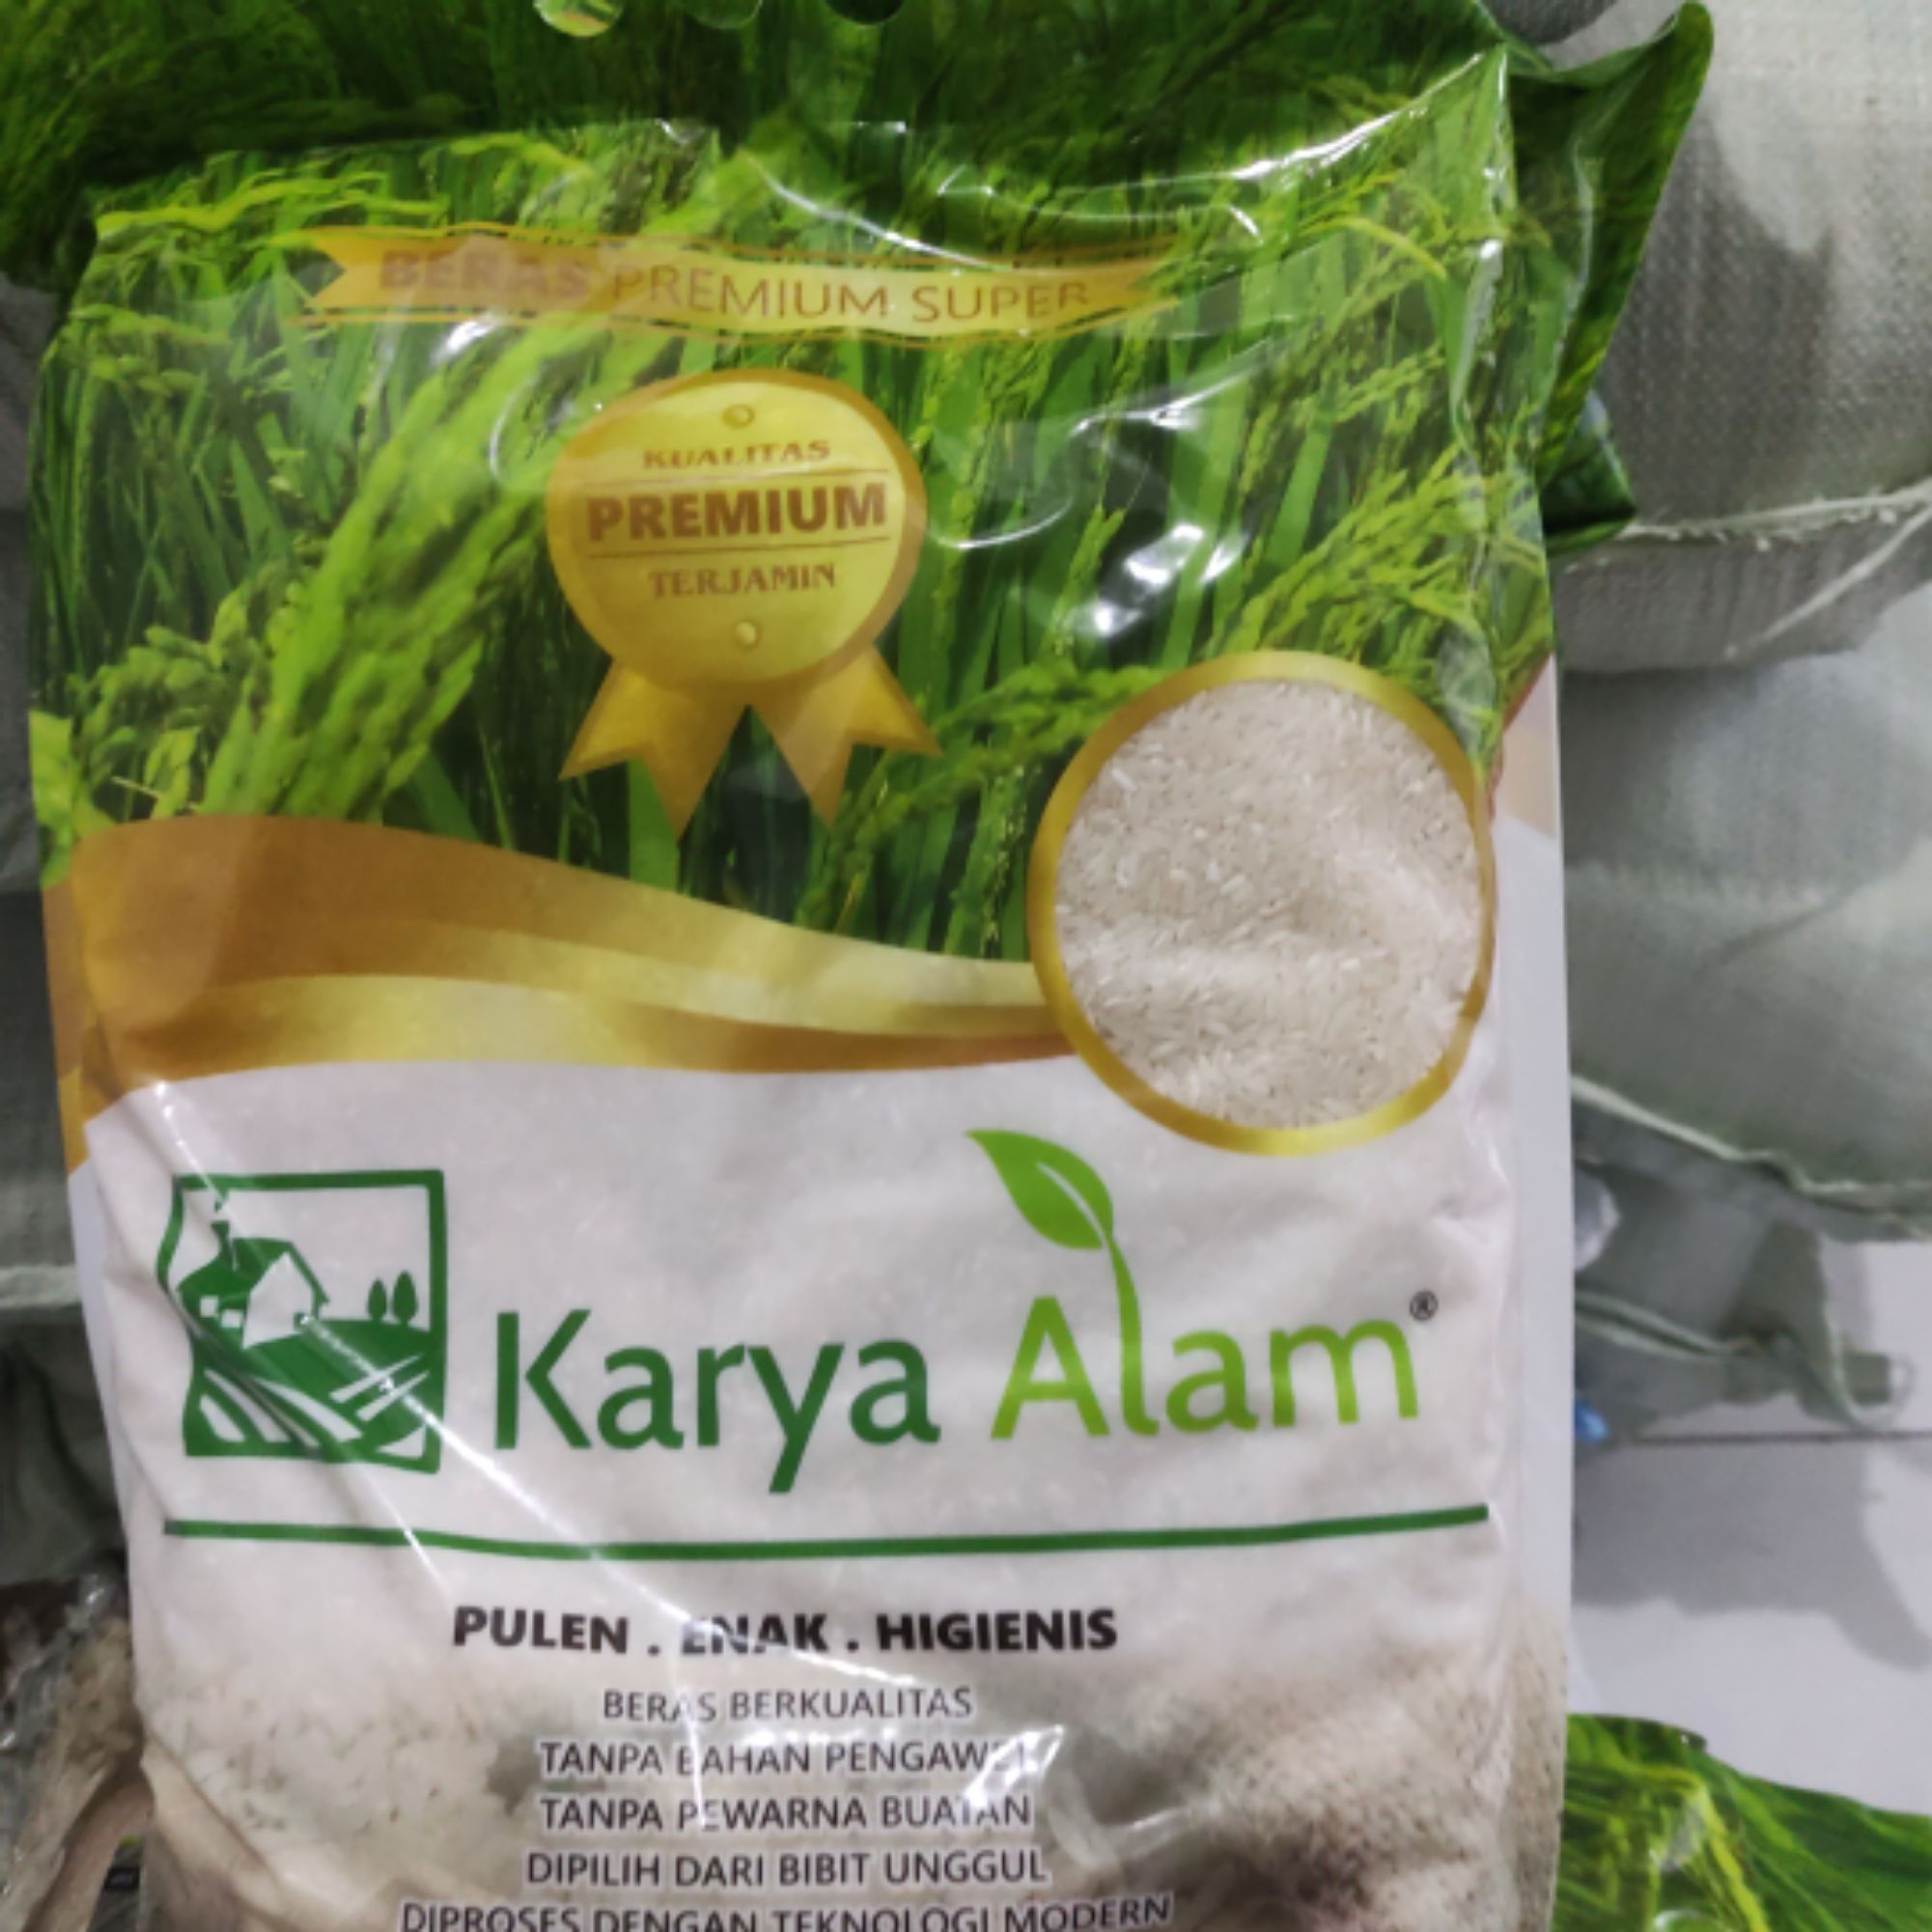 BERAS PREMIUM SUPER
KUALITAS
PREMIUM
TERJAMIN
Karya Alam®
PULEN . ENAK . HIGIENIS
BERAS BERKUALITAS
TANPA BAHAN PENGAWET
TANPA PEWARNA BUATAN
DIPILIH DARI BIBIT UNGGUL
DIPROSES DENGAN TEKNOLOGI MODERN